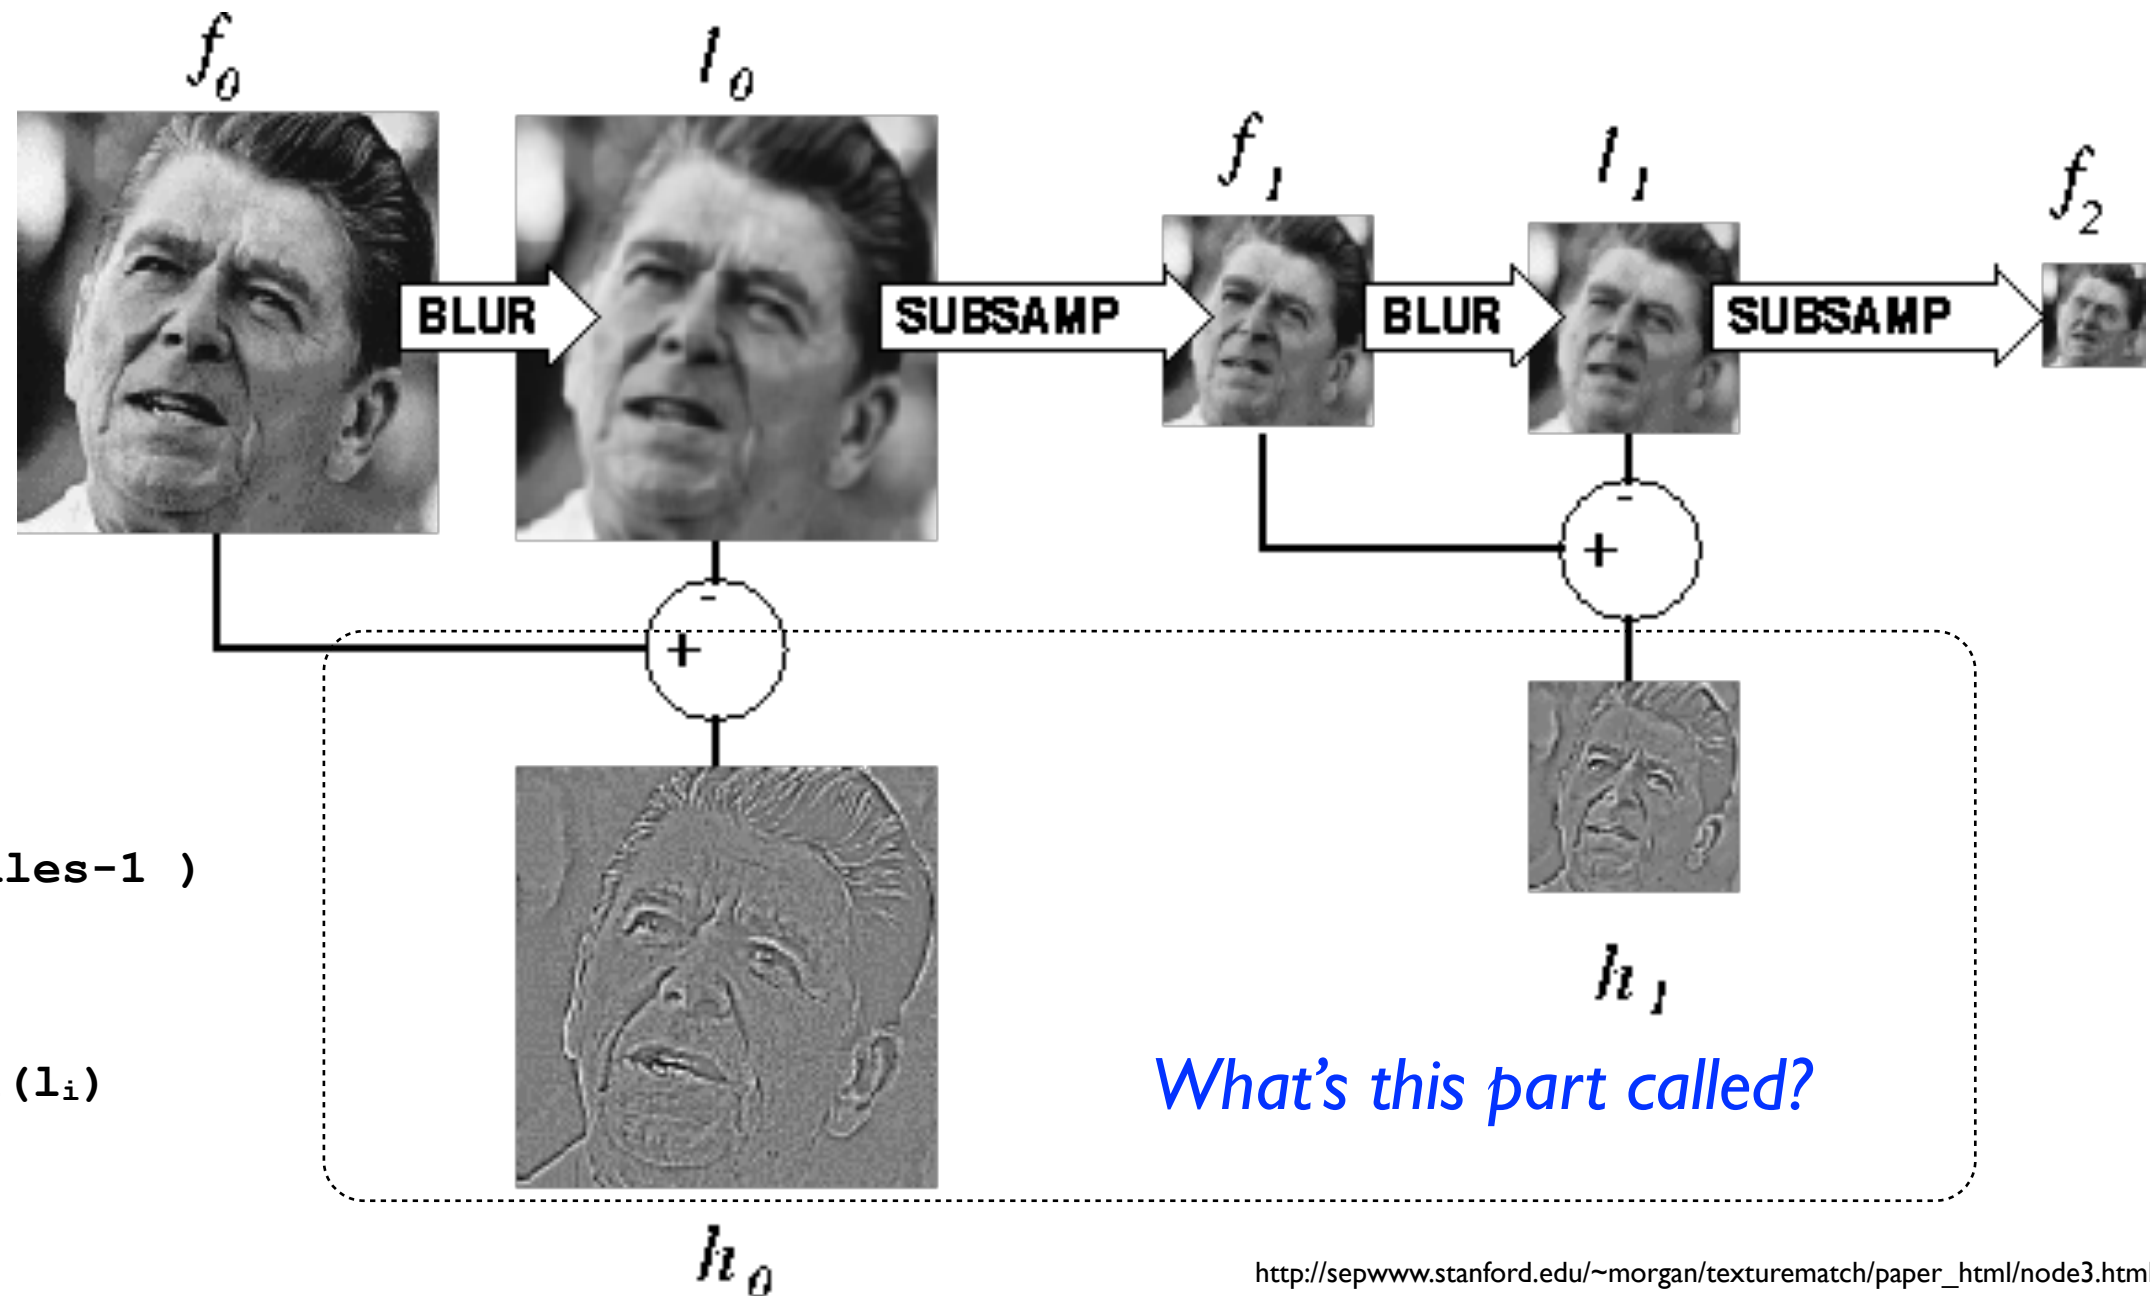 f0
l0
f1
l1
f2
BLUR
SUBSAMP
BLUR
SUBSAMP
-
+
-
+
les-1 )
h1
(li)
What's this part called?
h0
http://sepwww.stanford.edu/~morgan/texturematch/paper_html/node3.html